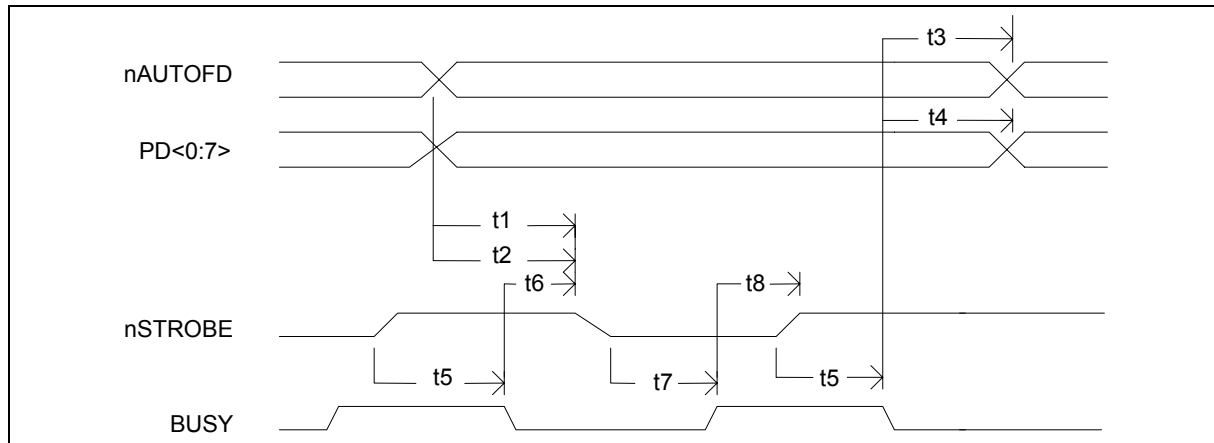 t3
nAUTOFD
t4
PD<0:7>
t1
t2
t6
t8
nSTROBE
t5
t7
t5
BUSY